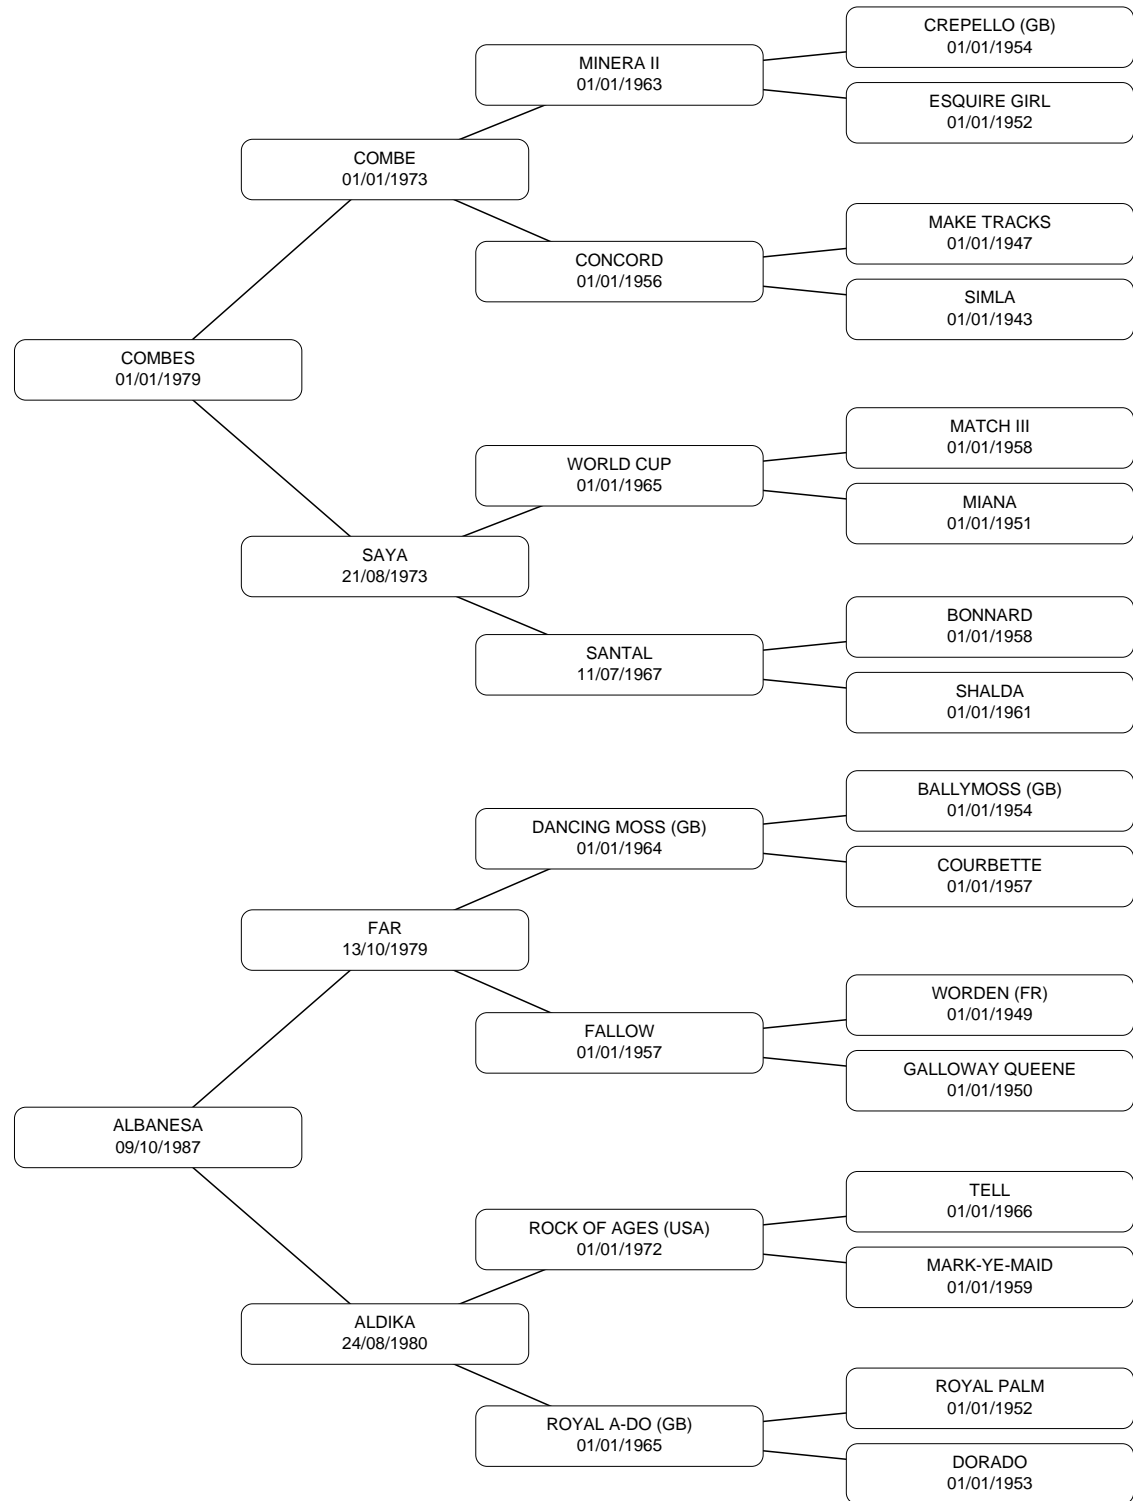 CREPELLO (GB)
01/01/1954
MINERA II
01/01/1963
ESQUIRE GIRL
01/01/1952
COMBE
01/01/1973
MAKE TRACKS
01/01/1947
CONCORD
01/01/1956
SIMLA
01/01/1943
COMBES
01/01/1979
MATCH III
01/01/1958
WORLD CUP
01/01/1965
MIANA
01/01/1951
SAYA
21/08/1973
BONNARD
01/01/1958
SANTAL
11/07/1967
SHALDA
01/01/1961
BALLYMOSS (GB)
01/01/1954
DANCING MOSS (GB)
01/01/1964
COURBETTE
01/01/1957
FAR
13/10/1979
WORDEN (FR)
01/01/1949
FALLOW
01/01/1957
GALLOWAY QUEENE
01/01/1950
ALBANESA
09/10/1987
TELL
01/01/1966
ROCK OF AGES (USA)
01/01/1972
MARK-YE-MAID
01/01/1959
ALDIKA
24/08/1980
ROYAL PALM
01/01/1952
ROYAL A-DO (GB)
01/01/1965
DORADO
01/01/1953